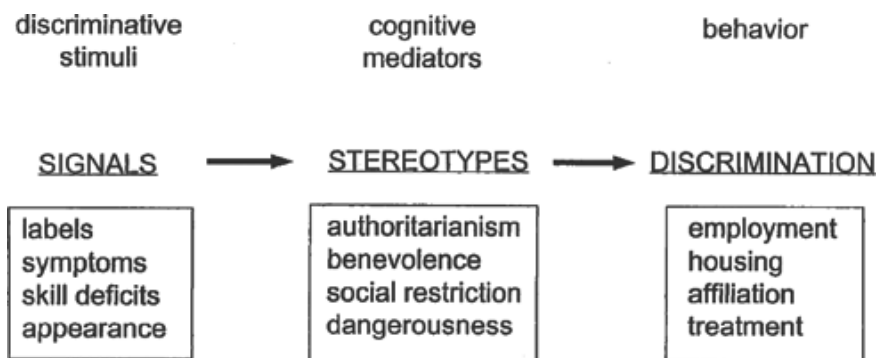 discriminative
stimuli
cognitive
mediators
behavior
SIGNALS
STEREOTYPES
DISCRIMINATION
labels
symptoms
skill deficits
appearance
authoritarianism
benevolence
social restriction
dangerousness
employment
housing
affiliation
treatment